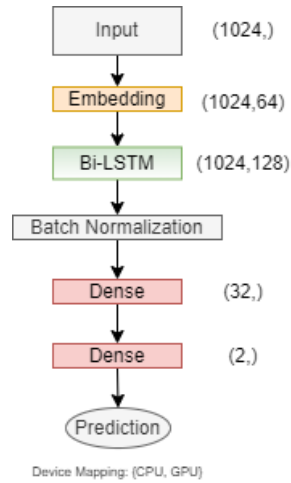 Input (1024,)
Embedding (1024,64)
Bi-LSTM (1024,128)
Batch Normalization
Dense (32,)
Dense (2,)
Prediction
Device Mapping: {CPU, GPU}